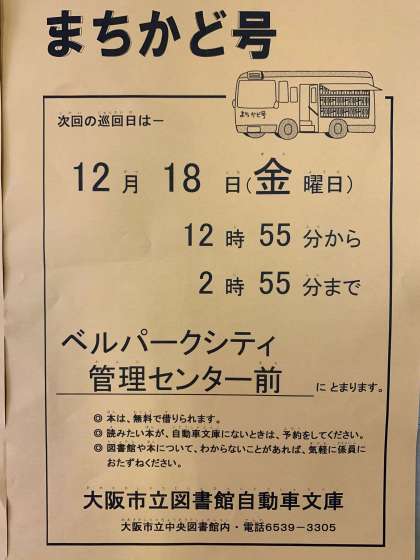 まちかど号
まちかど号
次回の巡回日は－
12月 18日(金曜日)
12時 55分から
2時 55分まで
ベルパークシティ
管理センター前 にとまります。
◎ 本は、無料で借りられます。
◎ 読みたい本が、自動車文庫にないときは、予約をしてください。
◎ 図書館や本について、わからないことがあれば、気軽に係員に
おたずねください。
大阪市立図書館自動車文庫
大阪市立中央図書館内・電話6539－3305